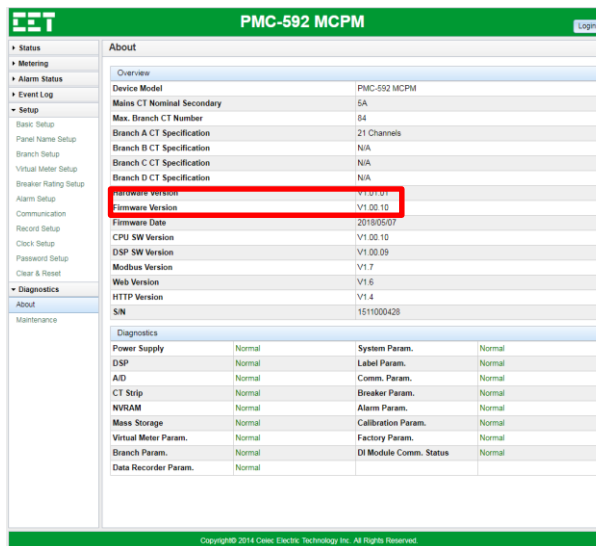 CET
PMC-592 MCPM
Login
Status
Metering
Alarm Status
Event Log
Setup
Basic Setup
Panel Name Setup
Branch Setup
Virtual Meter Setup
Breaker Rating Setup
Alarm Setup
Communication
Record Setup
Clock Setup
Password Setup
Clear & Reset
Diagnostics
About
Maintenance
About
Overview
Device Model PMC-592 MCPM
Mains CT Nominal Secondary 5A
Max. Branch CT Number 84
Branch A CT Specification 21 Channels
Branch B CT Specification N/A
Branch C CT Specification N/A
Branch D CT Specification N/A
Hardware Version V1.01.01
Firmware Version V1.00.10
Firmware Date 2018/05/07
CPU SW Version V1.00.10
DSP SW Version V1.00.09
Modbus Version V1.7
Web Version V1.6
HTTP Version V1.4
S/N 1511000428
Diagnostics
Power Supply Normal System Param. Normal
DSP Normal Label Param. Normal
A/D Normal Comm. Param. Normal
CT Strip Normal Breaker Param. Normal
NVRAM Normal Alarm Param. Normal
Mass Storage Normal Calibration Param. Normal
Virtual Meter Param. Normal Factory Param. Normal
Branch Param. Normal DI Module Comm. Status Normal
Data Recorder Param. Normal
Copyright© 2014 Ceiec Electric Technology Inc. All Rights Reserved.